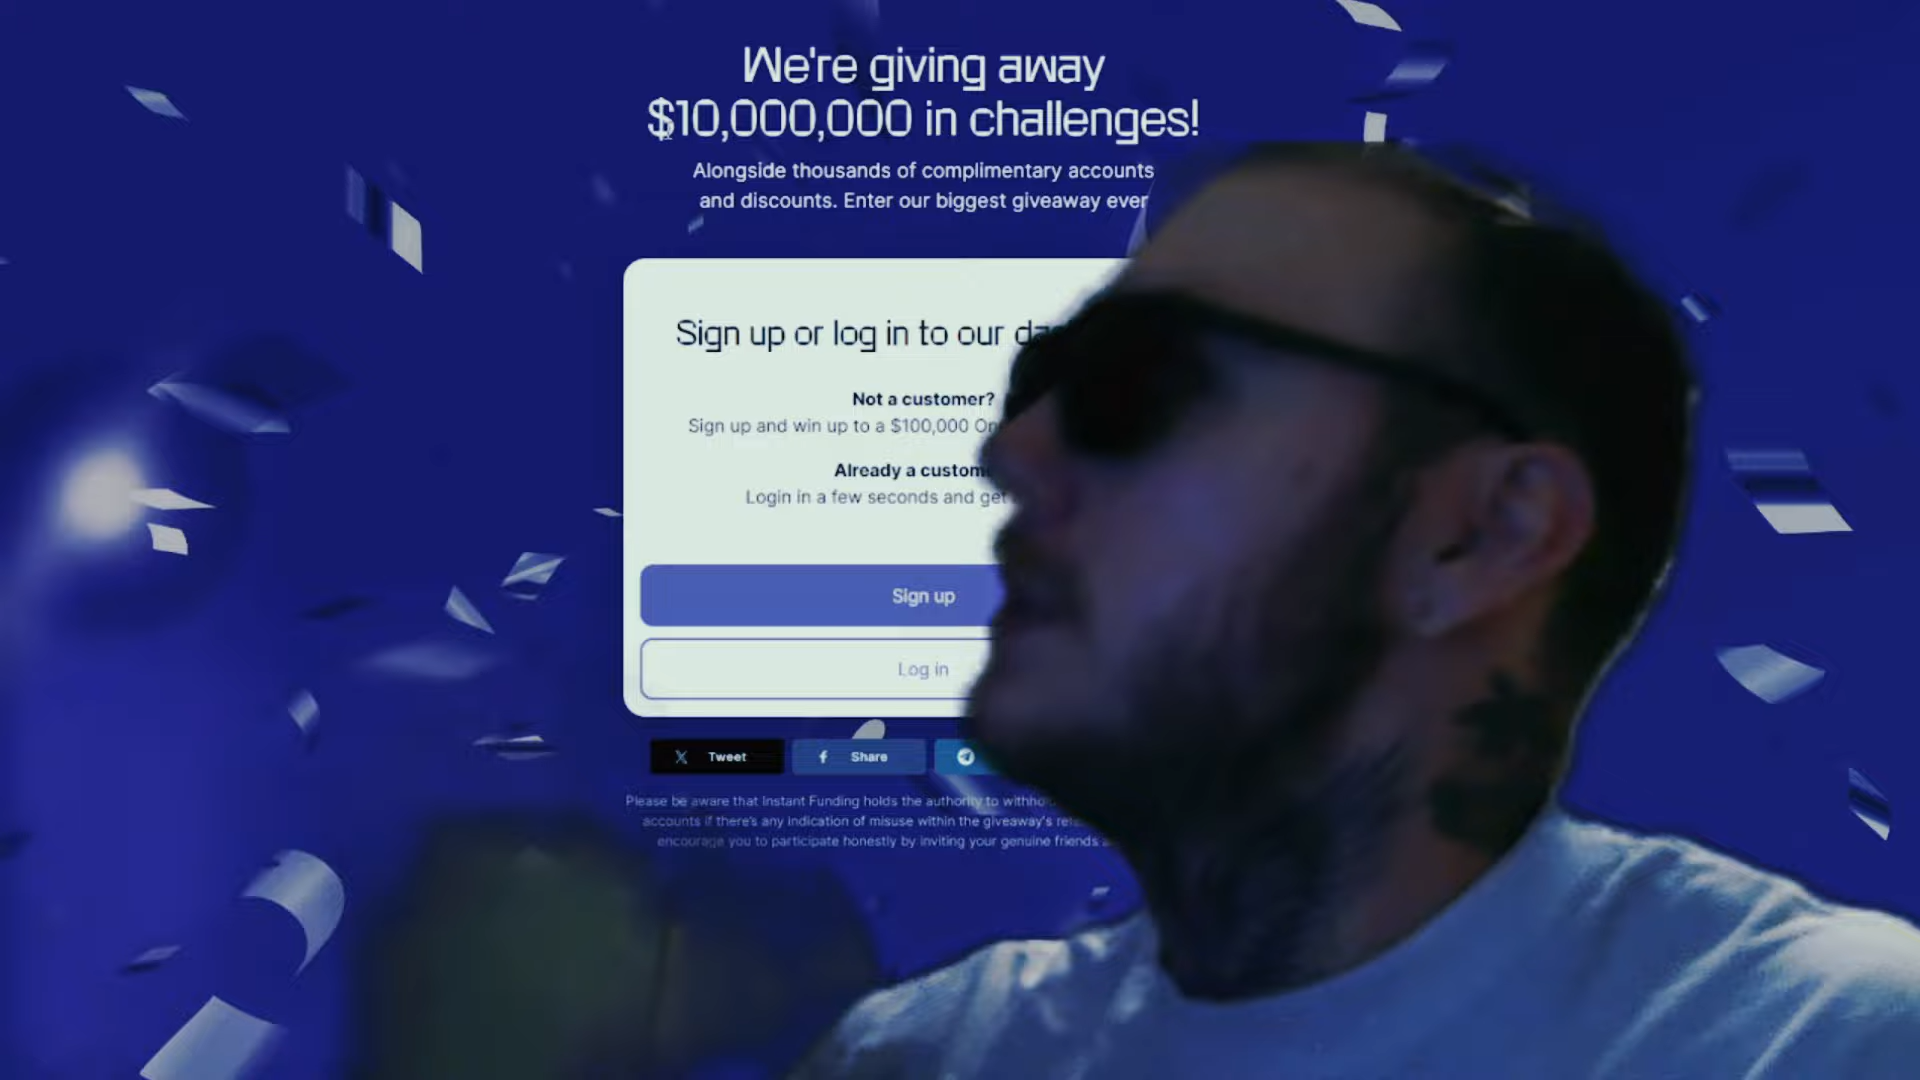 We're giving away
$10,000,000 in challenges!
Alongside thousands of complimentary accounts
and discounts. Enter our biggest giveaway ever
Sign up or log in to our
Not a customer?
Sign up and win up to a $100,000
Already a
Login in a few seconds and get
Sign up
Log in
Tweet
Share
Please be aware that Instant Funding holds the authority to
accounts if there's any indication of misuse within the giveaway's
encourage you to participate honestly by inviting your genuine friends